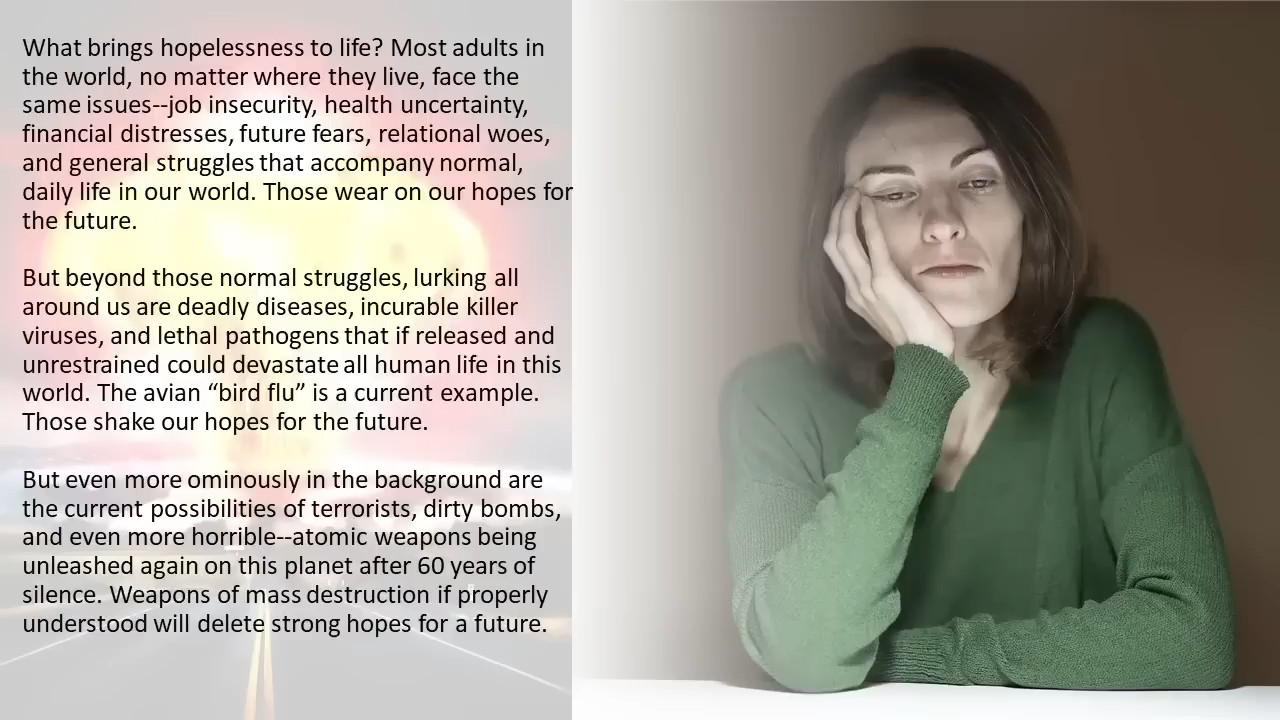 What brings hopelessness to life? Most adults in
the world, no matter where they live, face the
same issues--job insecurity, health uncertainty,
financial distresses, future fears, relational woes,
and general struggles that accompany normal,
daily life in our world. Those wear on our hopes for
the future.
But beyond those normal struggles, lurking all
around us are deadly diseases, incurable killer
viruses, and lethal pathogens that if released and
unrestrained could devastate all human life in this
world. The avian “bird flu” is a current example.
Those shake our hopes for the future.
But even more ominously in the background are
the current possibilities of terrorists, dirty bombs,
and even more horrible--atomic weapons being
unleashed again on this planet after 60 years of
silence. Weapons of mass destruction if properly
understood will delete strong hopes for a future.